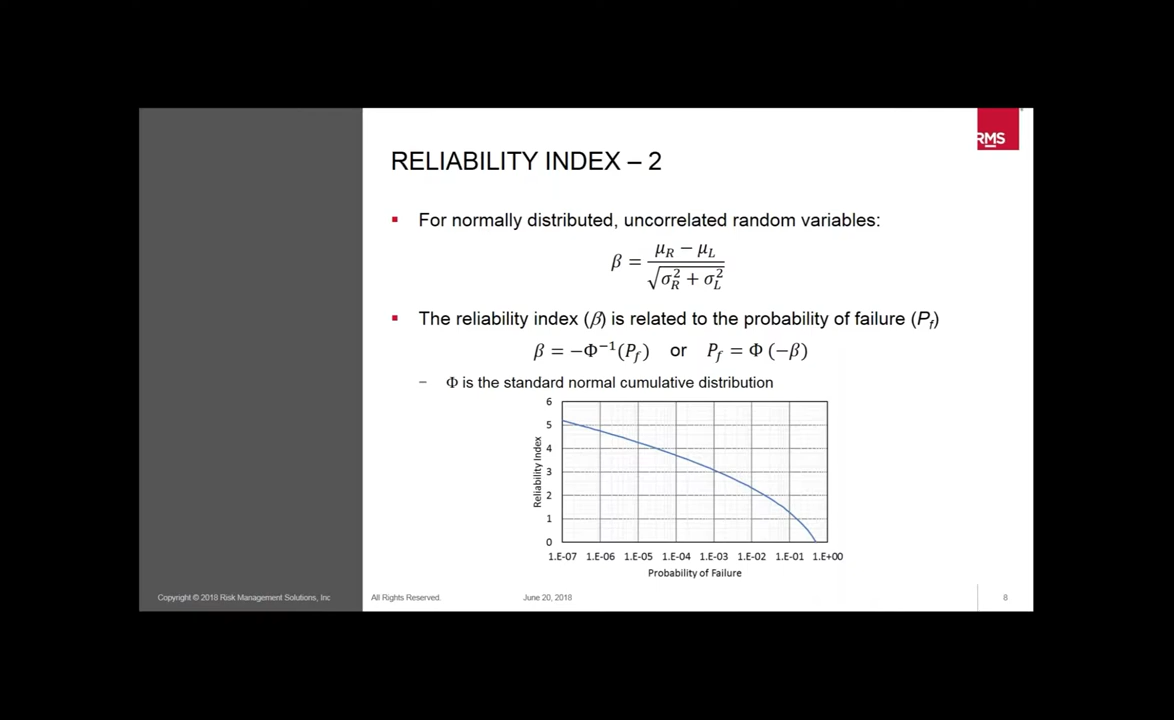 RMS
RELIABILITY INDEX – 2
▪ For normally distributed, uncorrelated random variables:
β = (μ_R − μ_L) / √(σ_R² + σ_L²)
▪ The reliability index (β) is related to the probability of failure (P_f)
β = −Φ⁻¹(P_f) or P_f = Φ (−β)
− Φ is the standard normal cumulative distribution
6
5
4
3
2
1
0
Reliability Index
1.E-07 1.E-06 1.E-05 1.E-04 1.E-03 1.E-02 1.E-01 1.E+00
Probability of Failure
Copyright © 2018 Risk Management Solutions, Inc All Rights Reserved. June 20, 2018 8